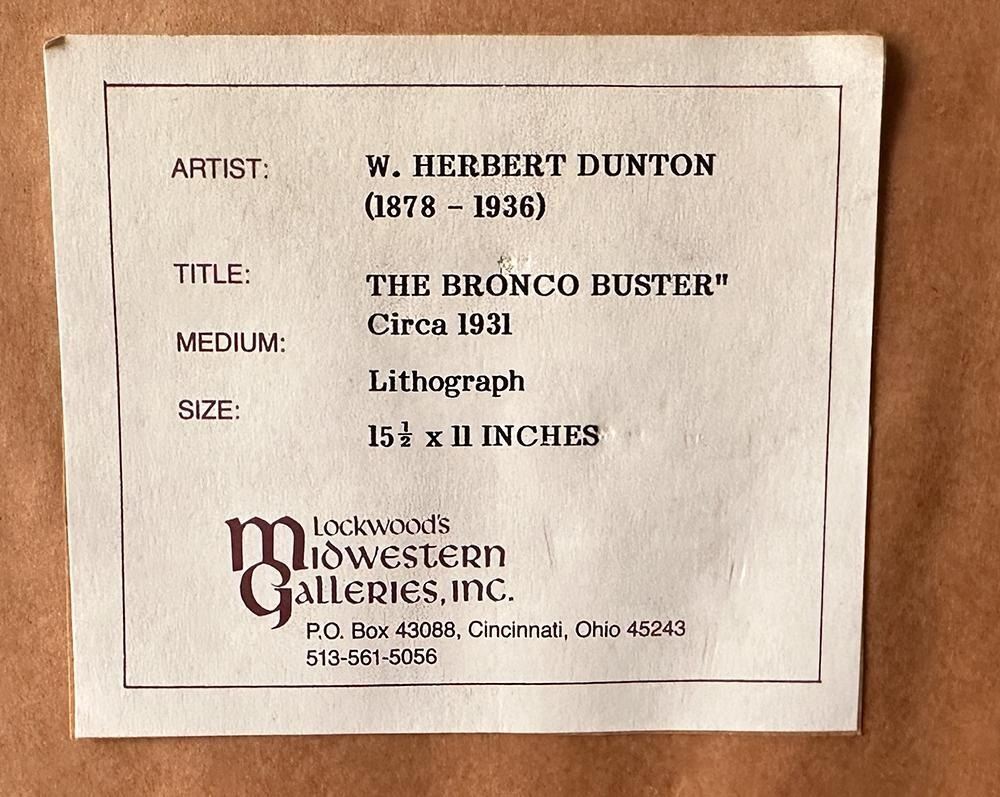 ARTIST: W. HERBERT DUNTON
(1878 – 1936)
TITLE: THE BRONCO BUSTER"
Circa 1931
MEDIUM: Lithograph
SIZE: 15½ x 11 INCHES
Lockwood's
Midwestern
Galleries, Inc.
P.O. Box 43088, Cincinnati, Ohio 45243
513-561-5056